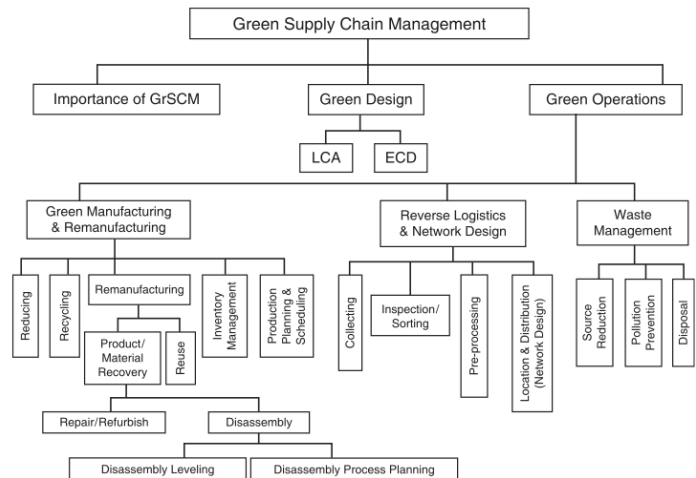 Green Supply Chain Management
Importance of GrSCM
Green Design
Green Operations
LCA
ECD
Green Manufacturing
& Remanufacturing
Reverse Logistics
& Network Design
Waste
Management
Reducing
Recycling
Remanufacturing
Inventory
Management
Production
Planning &
Scheduling
Collecting
Inspection/
Sorting
Pre-processing
Location & Distribution
(Network Design)
Source
Reduction
Pollution
Prevention
Disposal
Product/
Material
Recovery
Reuse
Repair/Refurbish
Disassembly
Disassembly Leveling
Disassembly Process Planning